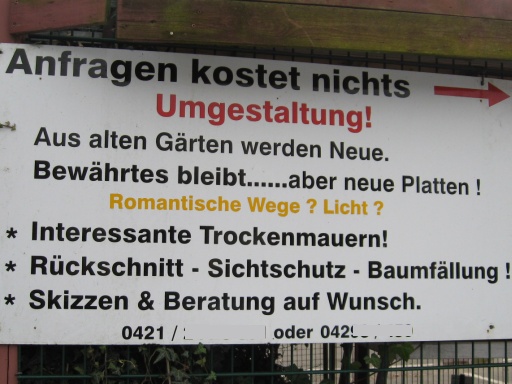 Anfragen kostet nichts
Umgestaltung!
Aus alten Gärten werden Neue.
Bewährtes bleibt......aber neue Platten !
Romantische Wege ? Licht ?
* Interessante Trockenmauern!
* Rückschnitt - Sichtschutz - Baumfällung !
* Skizzen & Beratung auf Wunsch.
0421 / oder